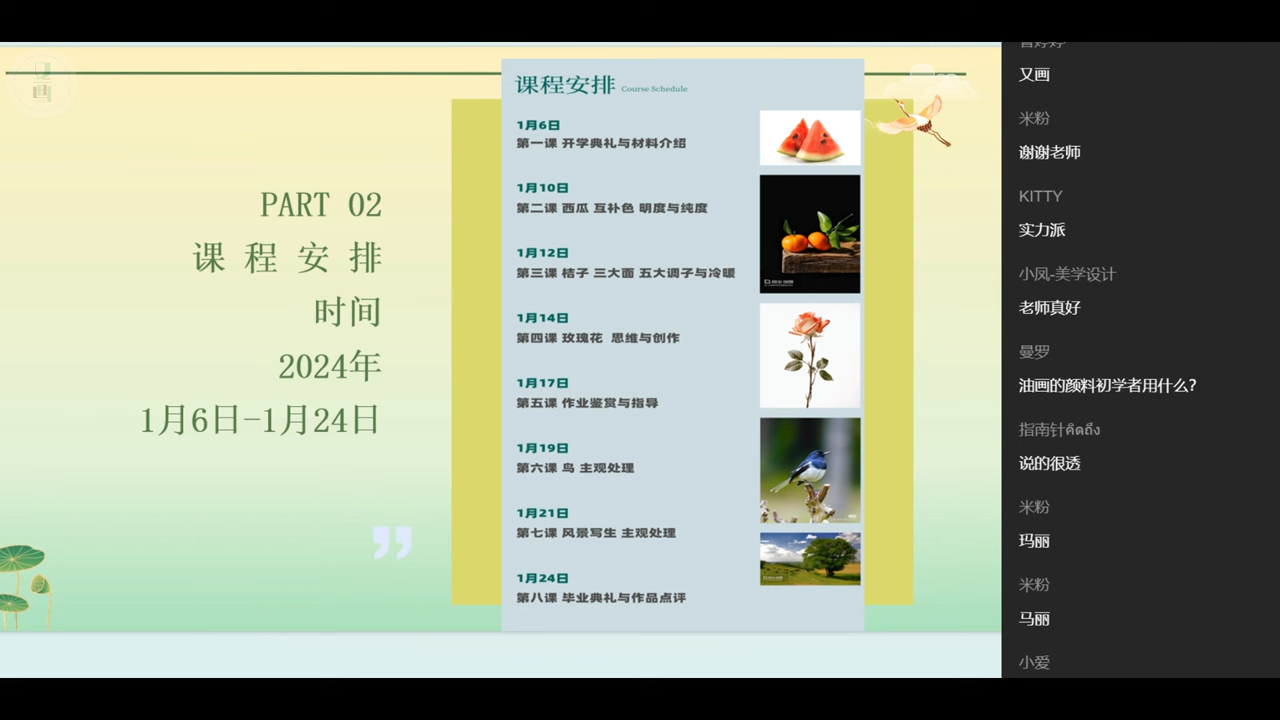 PART 02
课 程 安 排
时间
2024年
1月6日-1月24日
课程安排 Course Schedule
1月6日
第一课 开学典礼与材料介绍
1月10日
第二课 西瓜 互补色 明度与纯度
1月12日
第三课 桔子 三大面 五大调子与冷暖
1月14日
第四课 玫瑰花 思维与创作
1月17日
第五课 作业鉴赏与指导
1月19日
第六课 鸟 主观处理
1月21日
第七课 风景写生 主观处理
1月24日
第八课 毕业典礼与作品点评
又画
米粉
谢谢老师
KITTY
实力派
小凤-美学设计
老师真好
曼罗
油画的颜料初学者用什么?
指南针คิดถึง
说的很透
米粉
玛丽
米粉
马丽
小爱